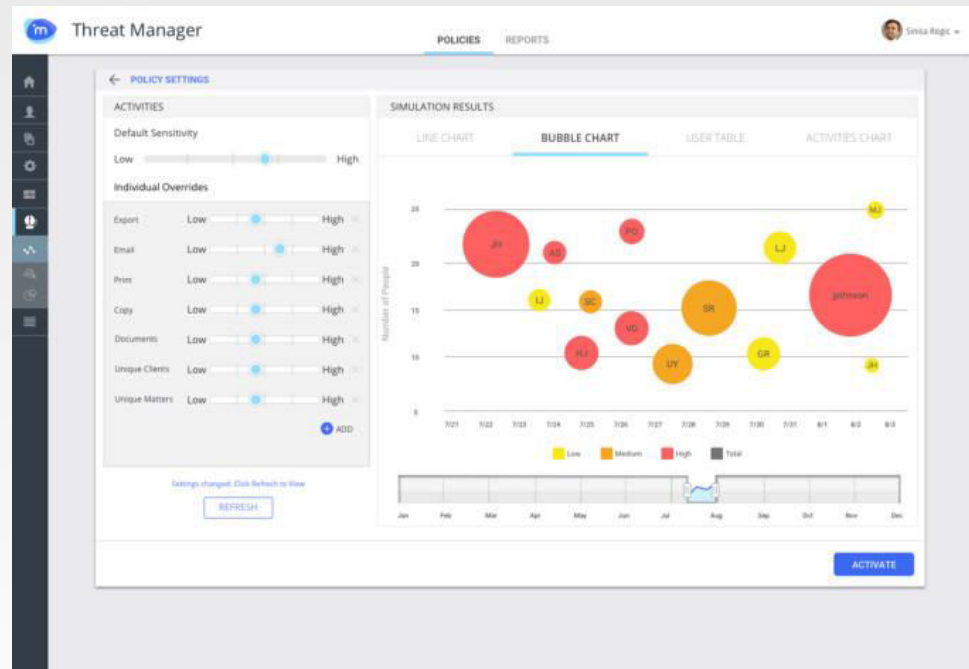 m
Threat Manager
POLICIES REPORTS
Sinisa Rogic
POLICY SETTINGS
ACTIVITIES
Default Sensitivity
Low High
Individual Overrides
Export Low High
Email Low High
Print Low High
Copy Low High
Documents Low High
Unique Clients Low High
Unique Matters Low High
ADD
Settings changed. Click Refresh to View
REFRESH
SIMULATION RESULTS
LINE CHART BUBBLE CHART USER TABLE ACTIVITIES CHART
Number of People
25
20
15
10
5
MJ
JH
PO
AG
LJ
IJ
SC
SR
Johnson
VD
HJ
UY
GR
JH
7/21 7/22 7/23 7/24 7/25 7/26 7/27 7/28 7/29 7/30 7/31 8/1 8/2 8/3
Low Medium High Total
Jan Feb Mar Apr May Jun Jul Aug Sep Oct Nov Dec
ACTIVATE